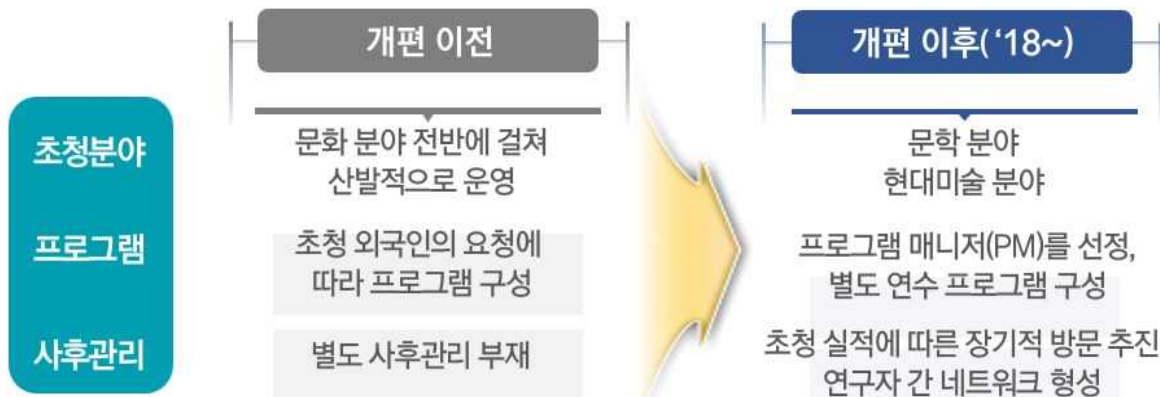 개편 이전
개편 이후( ‘18~)
초청분야
문화 분야 전반에 걸쳐
산발적으로 운영
문학 분야
현대미술 분야
프로그램
초청 외국인의 요청에
따라 프로그램 구성
프로그램 매니저(PM)를 선정,
별도 연수 프로그램 구성
사후관리
별도 사후관리 부재
초청 실적에 따른 장기적 방문 추진
연구자 간 네트워크 형성